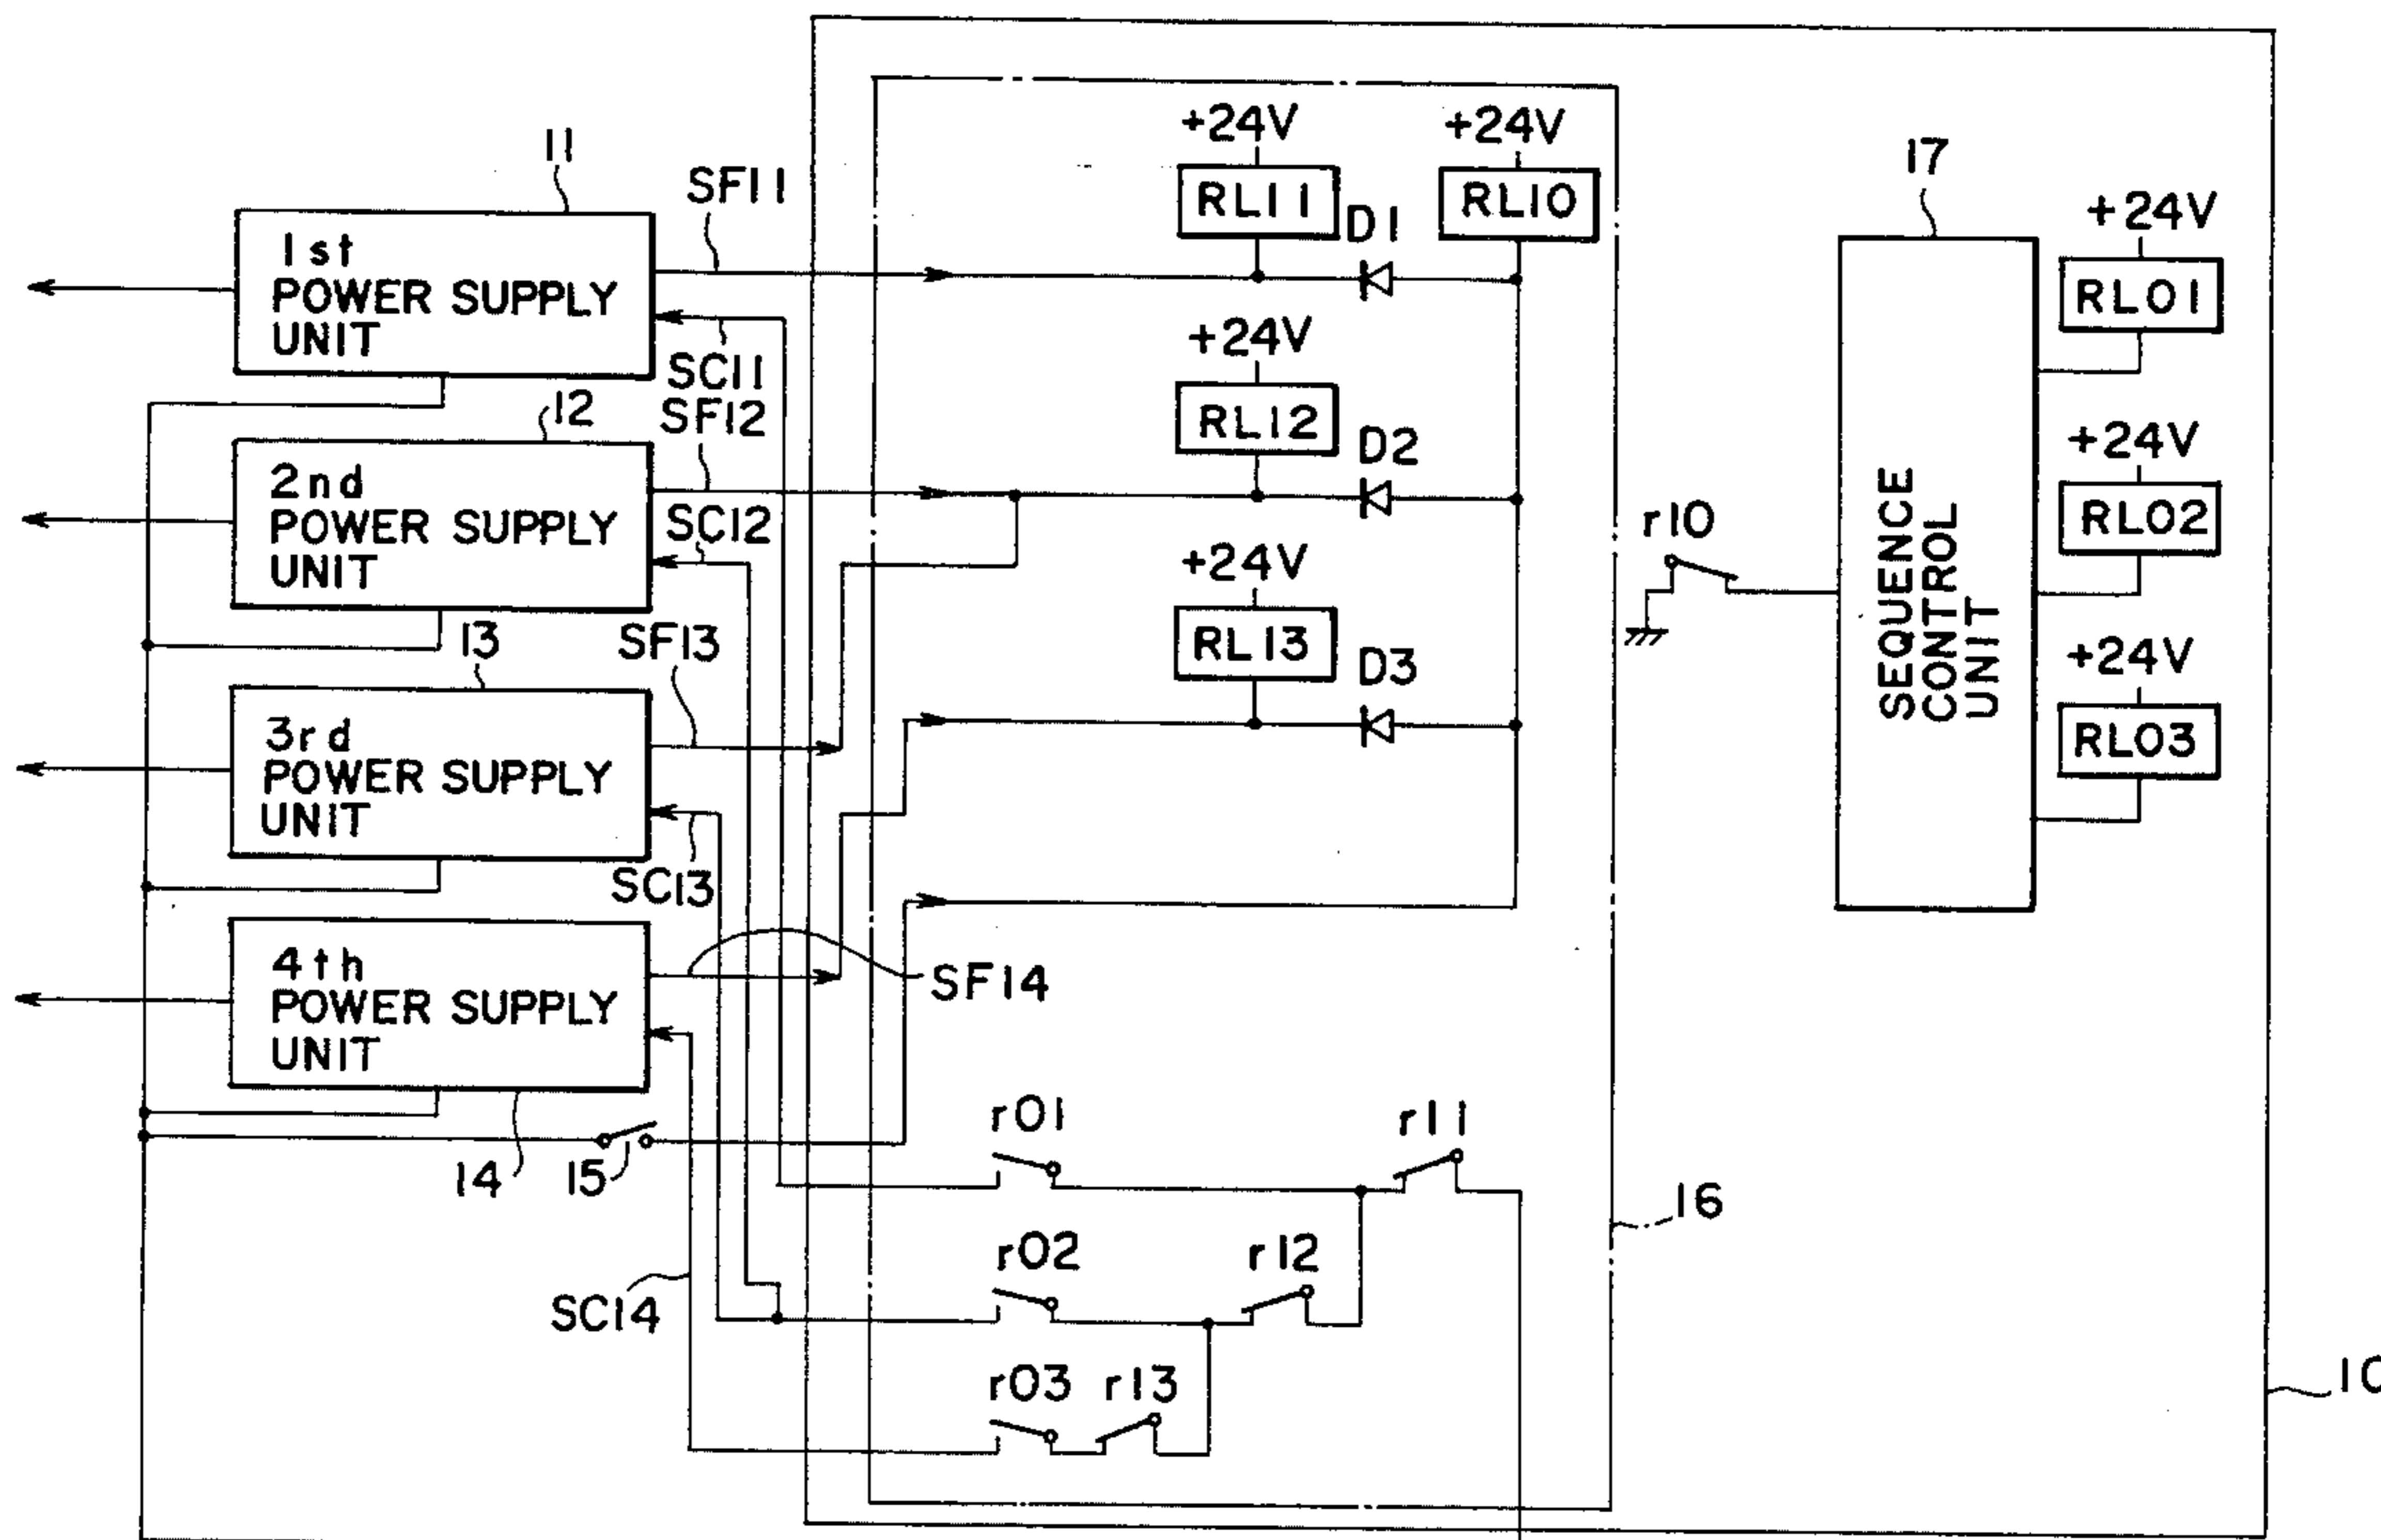 11
1st
POWER SUPPLY
UNIT
SF11
SC11
12
2nd
POWER SUPPLY
UNIT
SF12
SC12
13
3rd
POWER SUPPLY
UNIT
SF13
SC13
4th
POWER SUPPLY
UNIT
SF14
14
15
SC14
+24V
RL11
D1
+24V
RL10
+24V
RL12
D2
+24V
RL13
D3
r10
17
SEQUENCE
CONTROL
UNIT
+24V
RL01
+24V
RL02
+24V
RL03
r01
r11
r02
r12
r03
r13
16
10